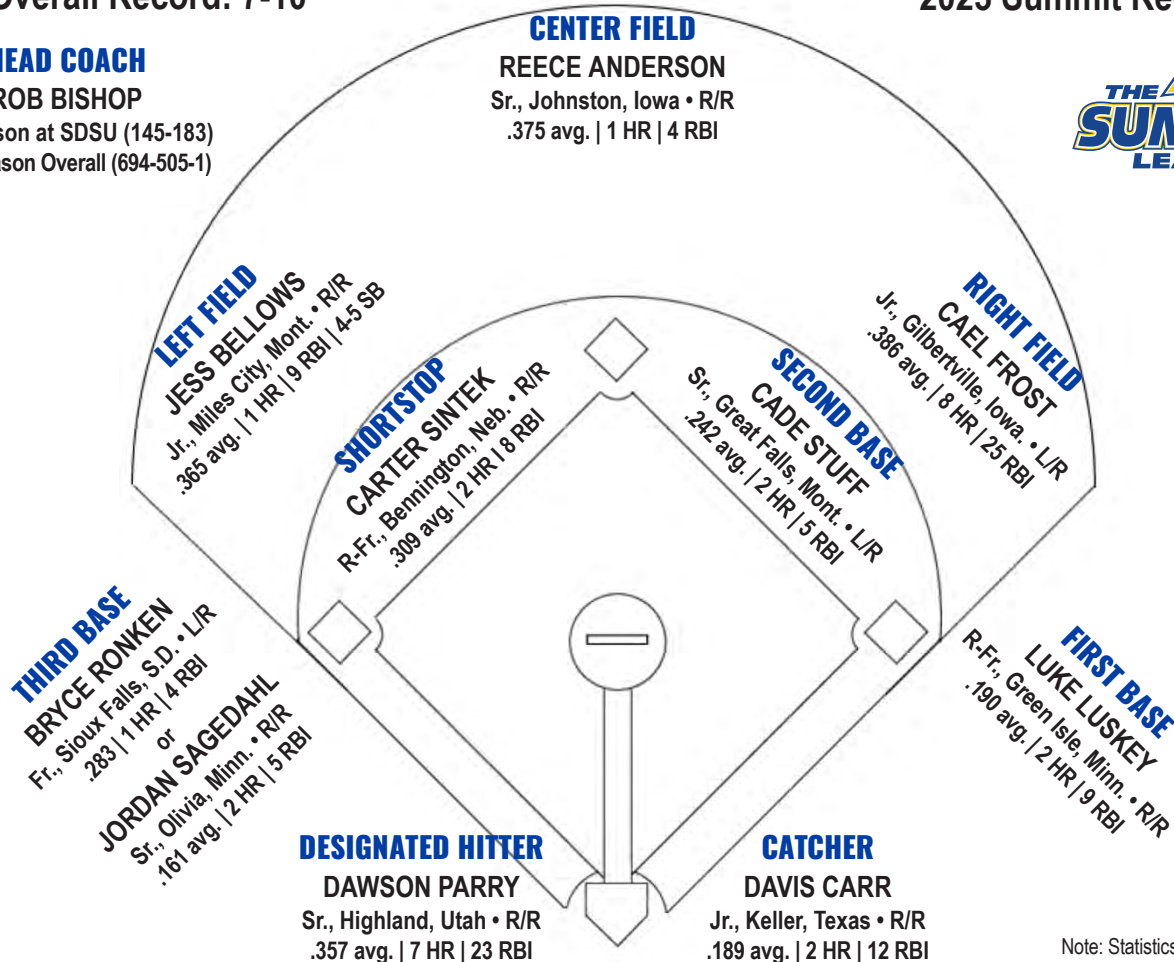 Overall Record: 7-10
2025 Summit Re
HEAD COACH
ROB BISHOP
son at SDSU (145-183)
ason Overall (694-505-1)
CENTER FIELD
REECE ANDERSON
Sr., Johnston, Iowa • R/R
.375 avg. | 1 HR | 4 RBI
THE
SUM
LEA
LEFT FIELD
JESS BELLOWS
Jr., Miles City, Mont. • R/R
.365 avg. | 1 HR | 9 RBI | 4-5 SB
SHORTSTOP
CARTER SINTEK
R-Fr., Bennington, Neb. • R/R
.309 avg. | 2 HR | 8 RBI
SECOND BASE
CADE STUFF
Sr., Great Falls, Mont. • L/R
.242 avg. | 2 HR | 5 RBI
RIGHT FIELD
CAEL FROST
Jr., Gilbertville, Iowa. • L/R
.386 avg. | 8 HR | 25 RBI
THIRD BASE
BRYCE RONKEN
Fr., Sioux Falls, S.D. • L/R
.283 | 1 HR | 4 RBI
or
JORDAN SAGEDAHL
Sr., Olivia, Minn. • R/R
.161 avg. | 2 HR | 5 RBI
FIRST BASE
LUKE LUSKEY
R-Fr., Green Isle, Minn. • R/R
.190 avg. | 2 HR | 9 RBI
DESIGNATED HITTER
DAWSON PARRY
Sr., Highland, Utah • R/R
.357 avg. | 7 HR | 23 RBI
CATCHER
DAVIS CARR
Jr., Keller, Texas • R/R
.189 avg. | 2 HR | 12 RBI
Note: Statistics